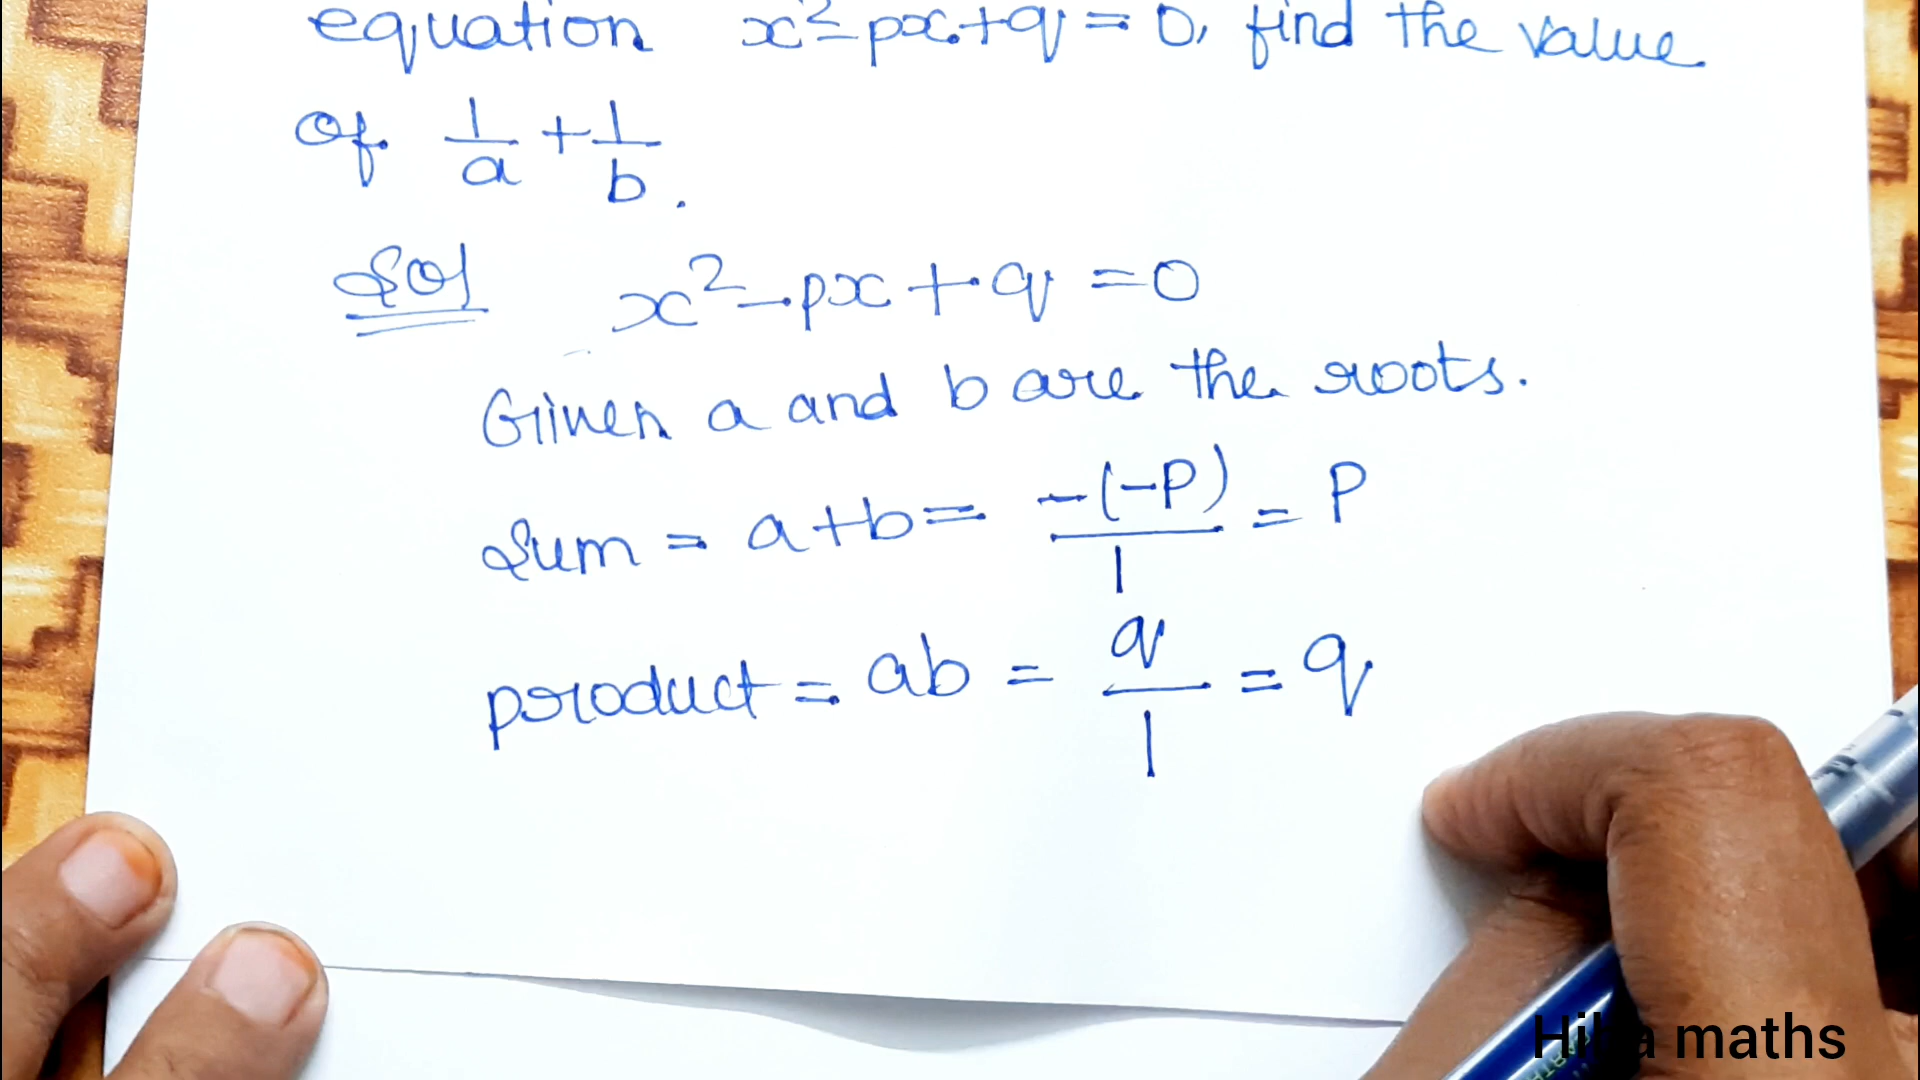 equation x²-px+q=0, find the value
of 1/a + 1/b.
Sol x²-px+q=0
Given a and b are the roots.
Sum = a+b = -(-P)/1 = P
product = ab = q/1 = q
maths